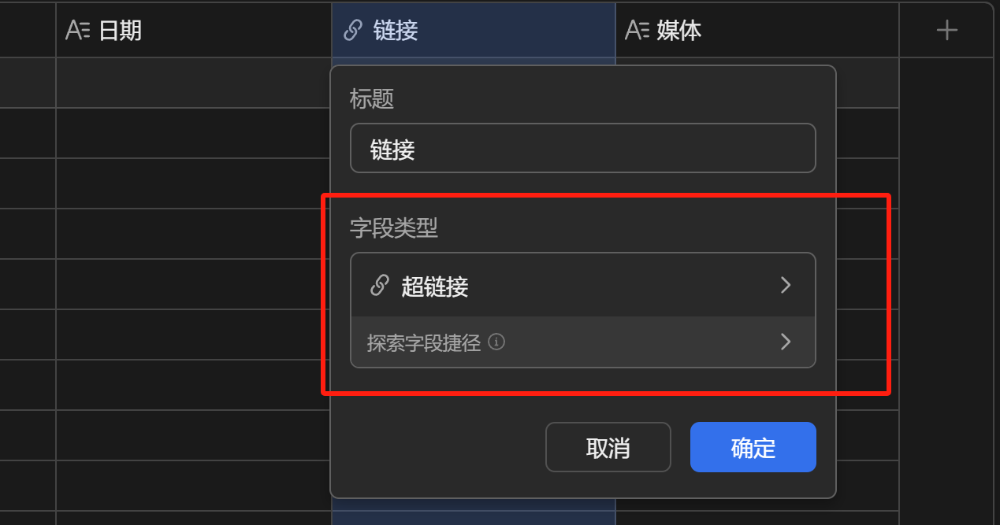 日期 链接 媒体
标题
链接
字段类型
超链接
探索字段捷径
取消 确定